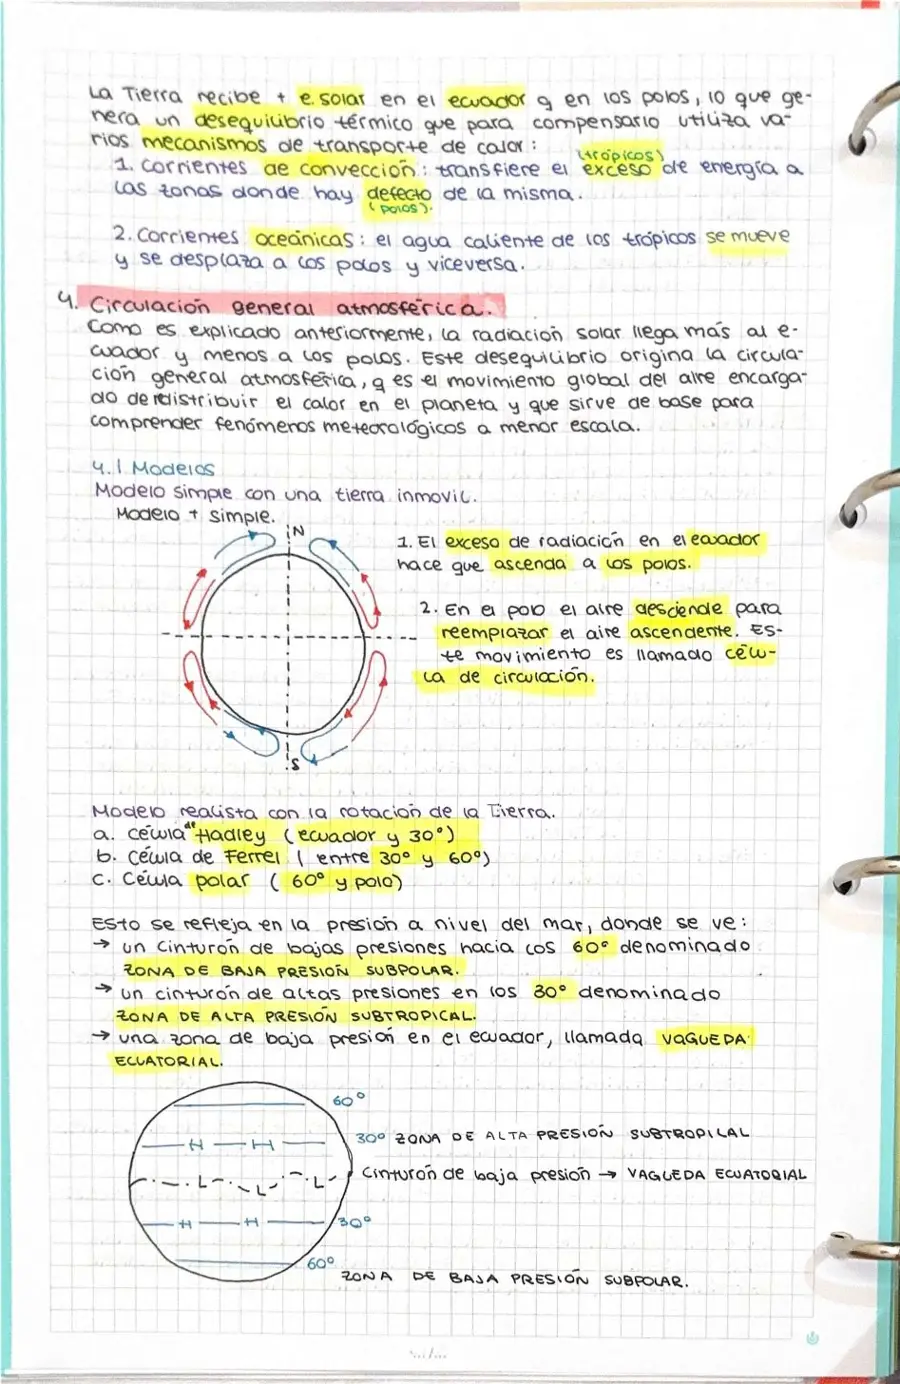 La Tierra recibe + e. solar en el ecuador q en los polos, lo que ge-
nera un desequilibrio térmico que para compensarlo utiliza va-
rios mecanismos de transporte de calor:
(trópicos)
1. Corrientes de convección: transfiere el exceso de energía a
las zonas donde hay defecto de la misma.
(polos).
2. Corrientes oceánicas: el agua caliente de los trópicos se mueve
y se desplaza a los polos y viceversa.
4. Circulación general atmosférica.
Como es explicado anteriormente, la radiación solar llega más al e-
cuador y menos a los polos. Este desequilibrio origina la circula-
ción general atmosférica, q es el movimiento global del aire encarga-
do de redistribuir el calor en el planeta y que sirve de base para
comprender fenómenos meteorológicos a menor escala.
4.1 Modelos
Modelo simple con una tierra inmovil.
Modelo + simple.
N
1. El exceso de radiación en el ecuador
hace que ascenda a los polos.
2. En el polo el aire desciende para
reemplazar el aire ascendente. Es-
te movimiento es llamado célu-
la de circulación.
S
Modelo realista con la rotación de la Tierra.
a. célula de Hadley (ecuador y 30°)
b. Célula de Ferrel (entre 30° y 60°)
c. Célula polar (60° y polo)
Esto se refleja en la presión a nivel del mar, donde se ve:
→ un cinturón de bajas presiones hacia los 60° denominado
ZONA DE BAJA PRESIÓN SUBPOLAR.
→ un cinturón de altas presiones en los 30° denominado
ZONA DE ALTA PRESIÓN SUBTROPICAL.
→ una zona de baja presión en el ecuador, llamada VAGUEDA
ECUATORIAL.
60°
H H 30° ZONA DE ALTA PRESIÓN SUBTROPICAL
L L L Cinturón de baja presión → VAGUEDA ECUATORIAL
H H 30°
60°
ZONA DE BAJA PRESIÓN SUBPOLAR.
.../...